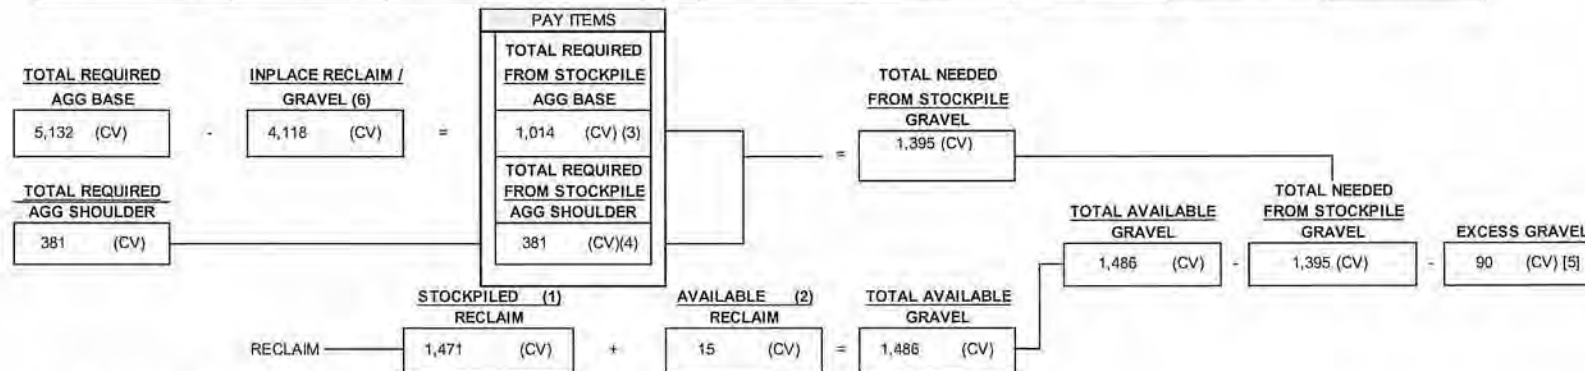 PAY ITEMS
TOTAL REQUIRED
AGG BASE
5,132 (CV)
-
INPLACE RECLAIM /
GRAVEL (6)
4,118 (CV)
=
TOTAL REQUIRED
FROM STOCKPILE
AGG BASE
1,014 (CV) (3)
TOTAL REQUIRED
AGG SHOULDER
381 (CV)
TOTAL REQUIRED
FROM STOCKPILE
AGG SHOULDER
381 (CV)(4)
=
TOTAL NEEDED
FROM STOCKPILE
GRAVEL
1,395 (CV)
RECLAIM
STOCKPILED (1)
RECLAIM
1,471 (CV)
+
AVAILABLE (2)
RECLAIM
15 (CV)
=
TOTAL AVAILABLE
GRAVEL
1,486 (CV)
TOTAL AVAILABLE
GRAVEL
1,486 (CV)
-
TOTAL NEEDED
FROM STOCKPILE
GRAVEL
1,395 (CV)
-
EXCESS GRAVEL
90 (CV) [5]